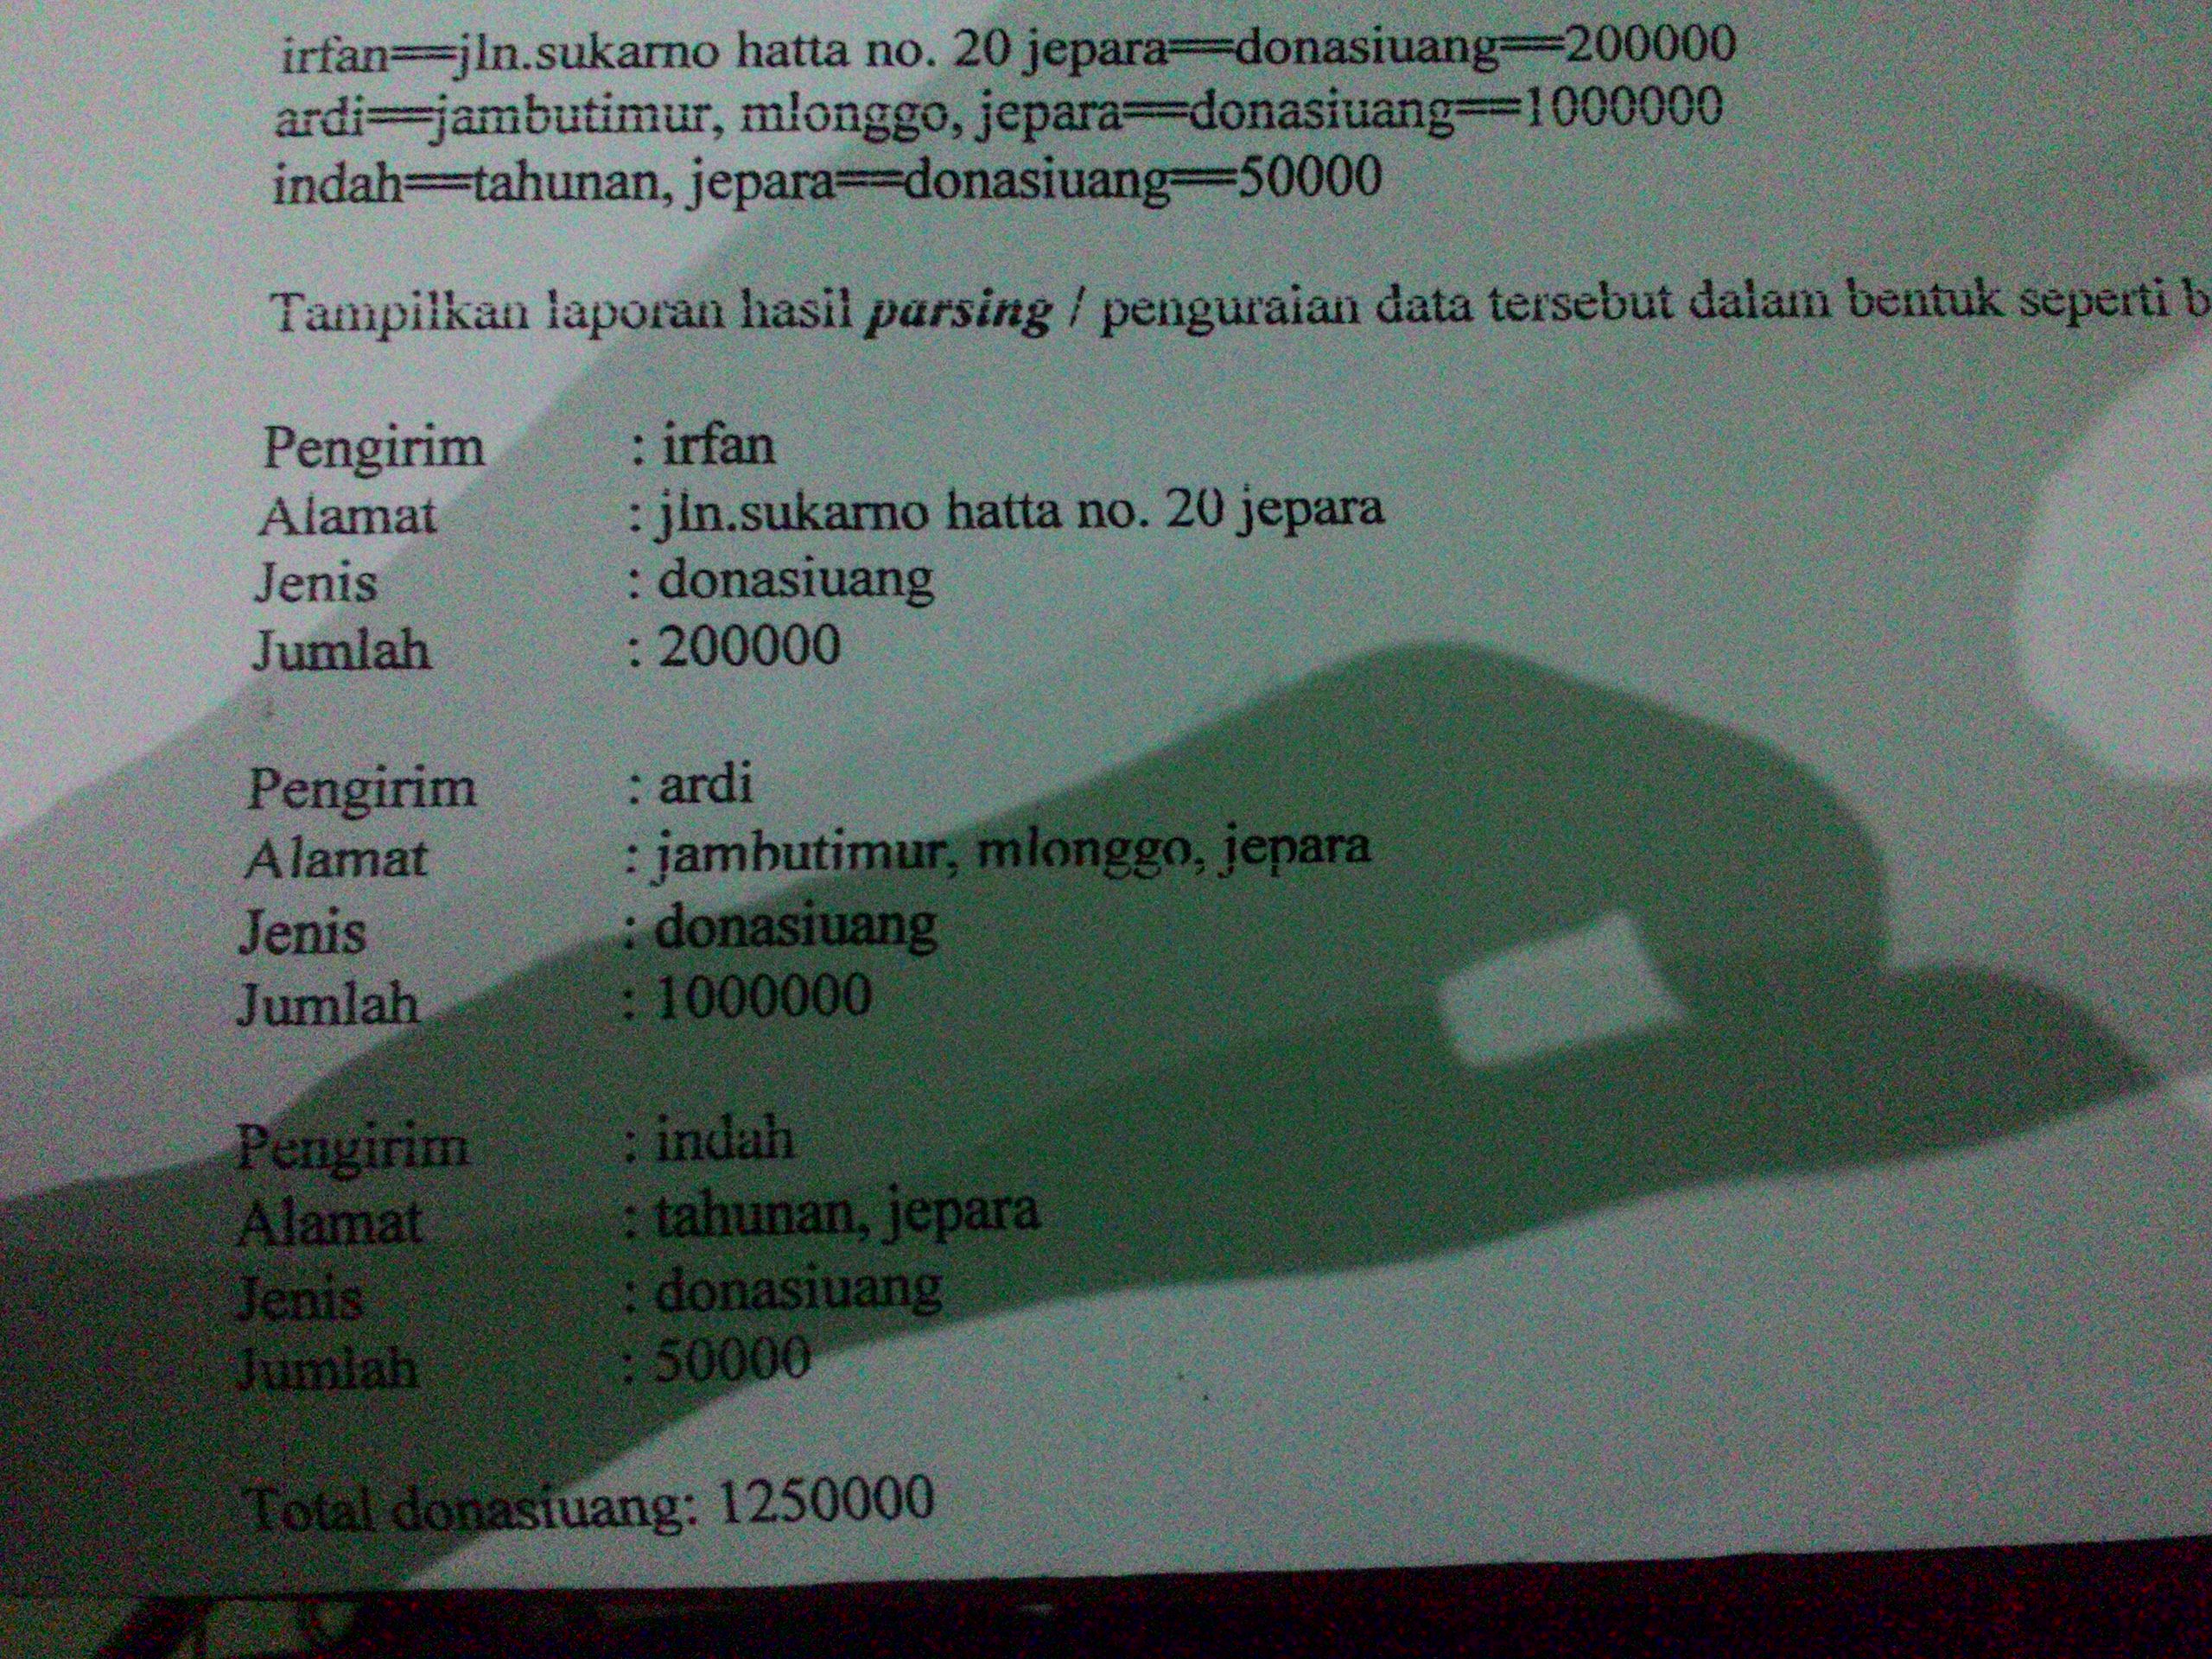 irfan==jln.sukarno hatta no. 20 jepara==donasiuang==200000
ardi==jambutimur, mlonggo, jepara==donasiuang==1000000
indah==tahunan, jepara==donasiuang==50000
Tampilkan laporan hasil parsing / penguraian data tersebut dalam bentuk seperti b
Pengirim : irfan
Alamat : jln.sukarno hatta no. 20 jepara
Jenis : donasiuang
Jumlah : 200000
Pengirim : ardi
Alamat : jambutimur, mlonggo, jepara
Jenis : donasiuang
Jumlah : 1000000
Pengirim : indah
Alamat : tahunan, jepara
Jenis : donasiuang
Jumlah : 50000
Total donasiuang: 1250000